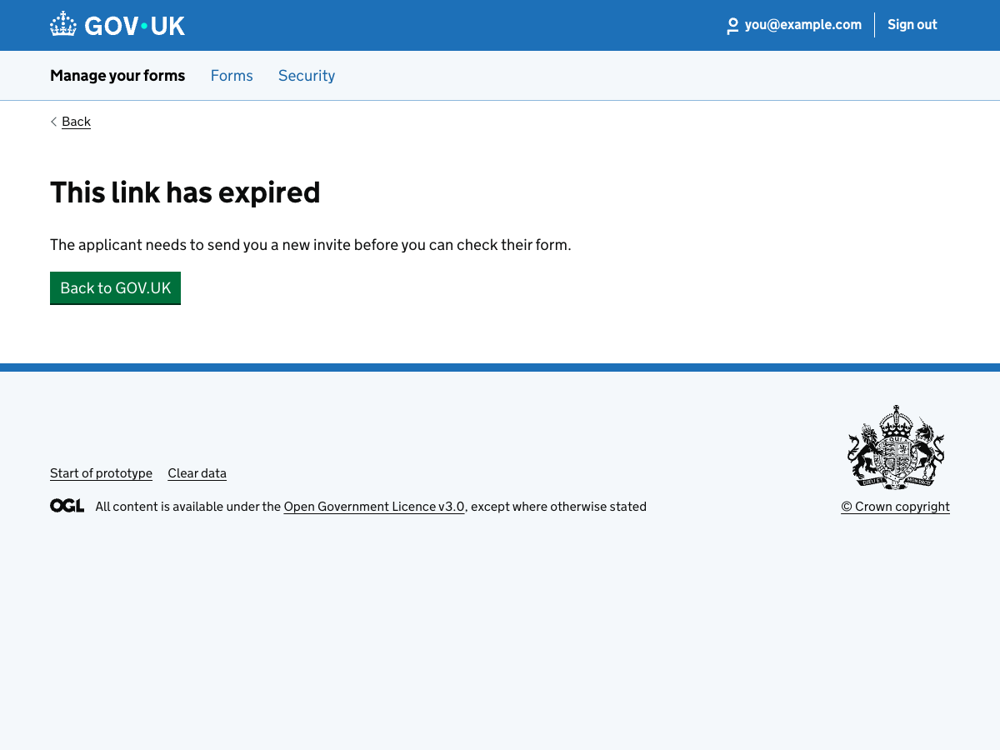 GOV·UK
you@example.com
Sign out
Manage your forms
Forms
Security
Back
This link has expired
The applicant needs to send you a new invite before you can check their form.
Back to GOV.UK
Start of prototype
Clear data
OGL All content is available under the Open Government Licence v3.0, except where otherwise stated
© Crown copyright